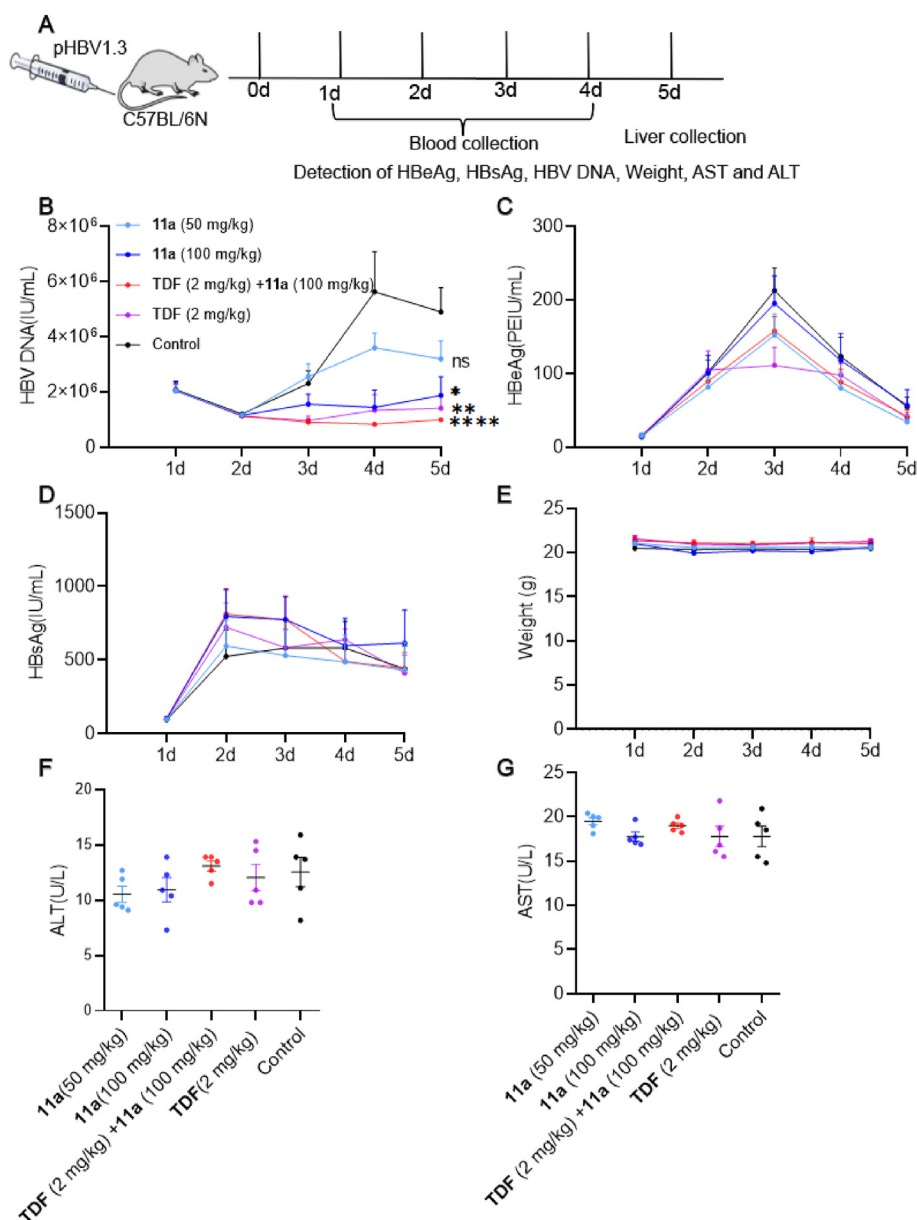 A
pHBV1.3
C57BL/6N
0d
1d
2d
3d
4d
5d
Blood collection
Liver collection
Detection of HBeAg, HBsAg, HBV DNA, Weight, AST and ALT
B
HBV DNA(IU/mL)
8×10⁶
6×10⁶
4×10⁶
2×10⁶
0
11a (50 mg/kg)
11a (100 mg/kg)
TDF (2 mg/kg) +11a (100 mg/kg)
TDF (2 mg/kg)
Control
ns
*
**
****
1d 2d 3d 4d 5d
C
HBeAg(PEIU/mL)
300
200
100
0
1d 2d 3d 4d 5d
D
HBsAg(IU/mL)
1500
1000
500
0
1d 2d 3d 4d 5d
E
Weight (g)
25
20
15
10
5
0
1d 2d 3d 4d 5d
F
ALT(U/L)
20
15
10
5
0
11a(50 mg/kg)
11a(100 mg/kg)
TDF (2 mg/kg) +11a (100 mg/kg)
TDF (2 mg/kg)
Control
G
AST(U/L)
25
20
15
10
5
0
11a (50 mg/kg)
11a (100 mg/kg)
TDF (2 mg/kg) +11a (100 mg/kg)
TDF (2 mg/kg)
Control